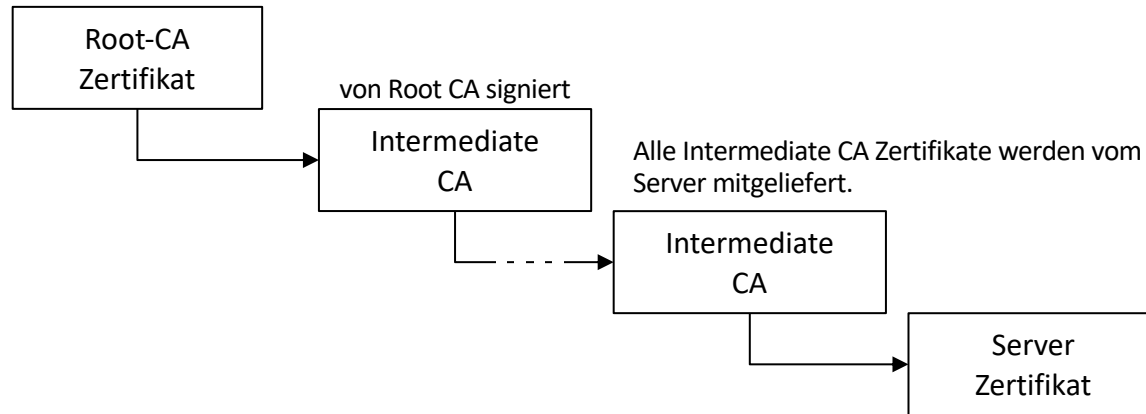 Root-CA
Zertifikat
von Root CA signiert
Intermediate
CA
Alle Intermediate CA Zertifikate werden vom
Server mitgeliefert.
Intermediate
CA
Server
Zertifikat